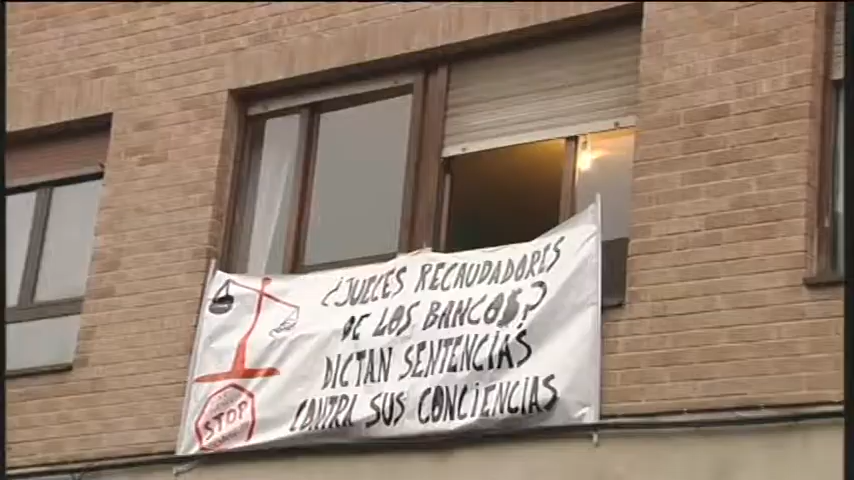 ¿JUECES RECAUDADORES
DE LOS BANCOS?
DICTAN SENTENCIAS
CONTRA SUS CONCIENCIAS
STOP